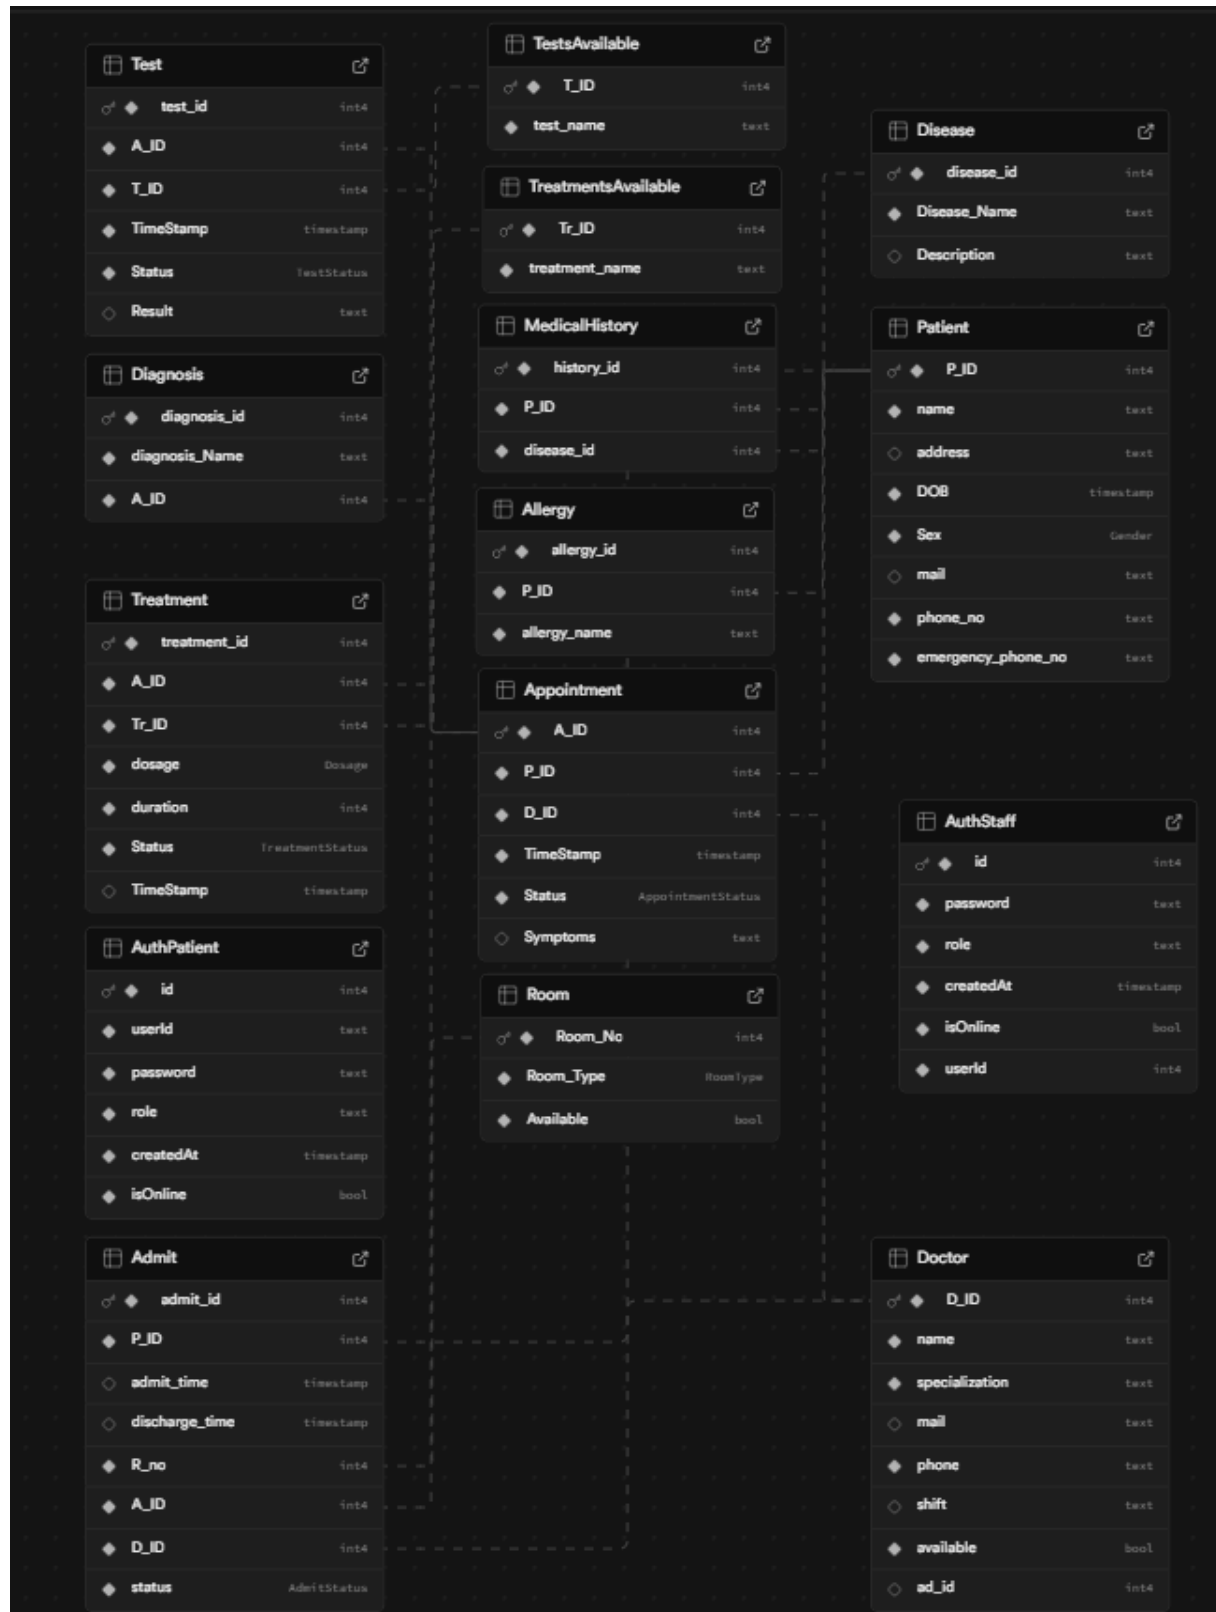 Test
test_id int4
A_ID int4
T_ID int4
TimeStamp timestamp
Status TestStatus
Result text
Diagnosis
diagnosis_id int4
diagnosis_Name text
A_ID int4
Treatment
treatment_id int4
A_ID int4
Tr_ID int4
dosage Dosage
duration int4
Status TreatmentStatus
TimeStamp timestamp
AuthPatient
id int4
userId text
password text
role text
createdAt timestamp
isOnline bool
Admit
admit_id int4
P_ID int4
admit_time timestamp
discharge_time timestamp
R_no int4
A_ID int4
D_ID int4
status AdmitStatus
TestsAvailable
T_ID int4
test_name text
TreatmentsAvailable
Tr_ID int4
treatment_name text
MedicalHistory
history_id int4
P_ID int4
disease_id int4
Allergy
allergy_id int4
P_ID int4
allergy_name text
Appointment
A_ID int4
P_ID int4
D_ID int4
TimeStamp timestamp
Status AppointmentStatus
Symptoms text
Room
Room_No int4
Room_Type RoomType
Available bool
Disease
disease_id int4
Disease_Name text
Description text
Patient
P_ID int4
name text
address text
DOB timestamp
Sex Gender
mail text
phone_no text
emergency_phone_no text
AuthStaff
id int4
password text
role text
createdAt timestamp
isOnline bool
userId int4
Doctor
D_ID int4
name text
specialization text
mail text
phone text
shift text
available bool
ad_id int4